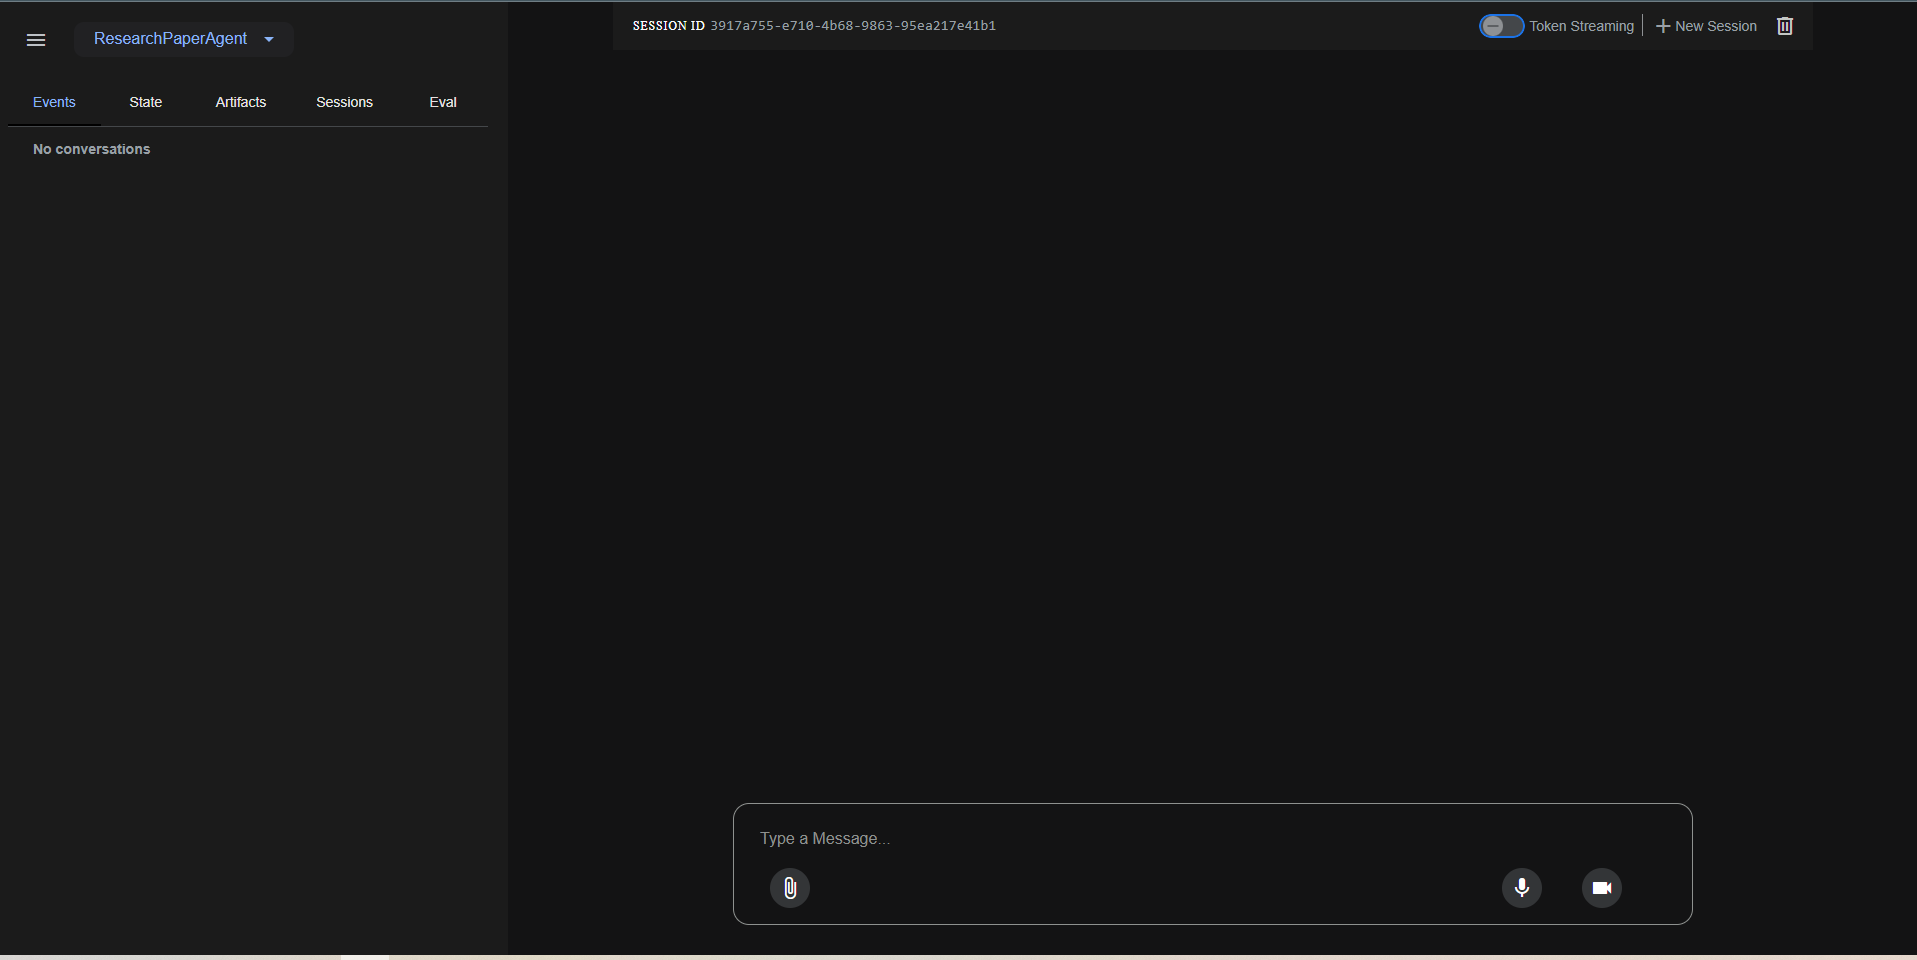 ResearchPaperAgent
Events State Artifacts Sessions Eval
No conversations
SESSION ID 3917a755-e710-4b68-9863-95ea217e41b1
Token Streaming
New Session
Type a Message...